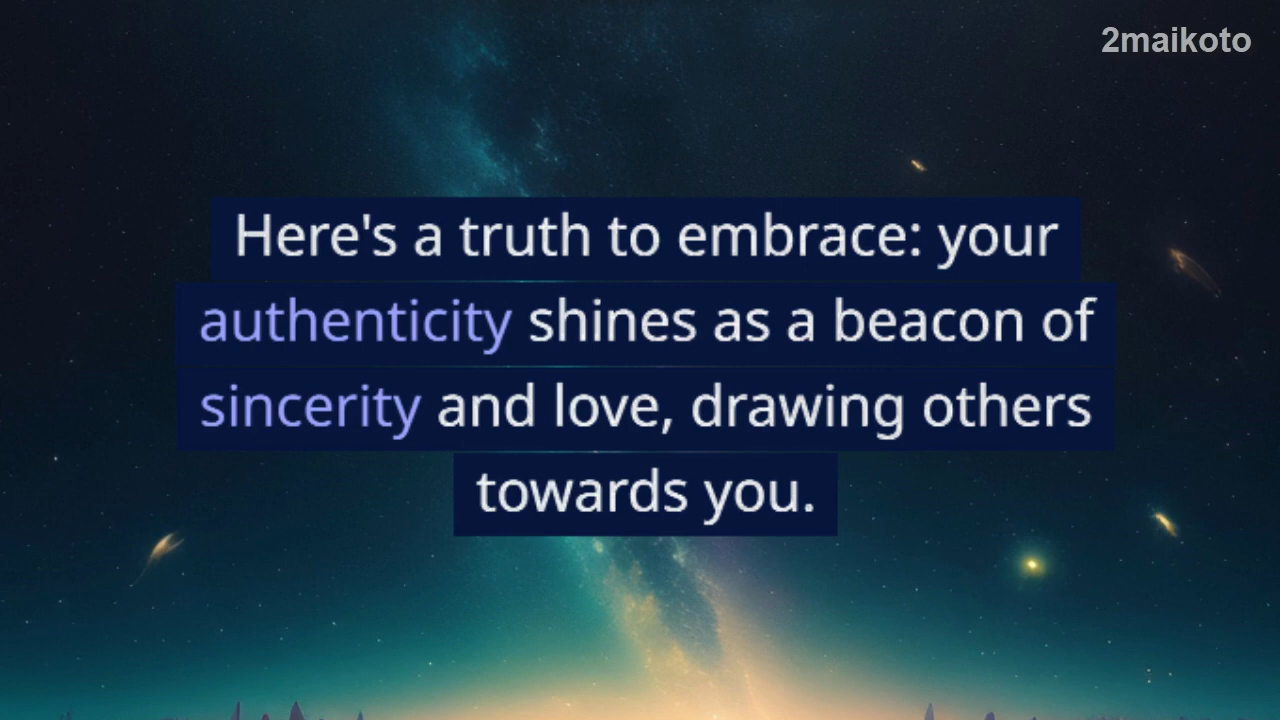 2maikoto
Here's a truth to embrace: your
authenticity shines as a beacon of
sincerity and love, drawing others
towards you.